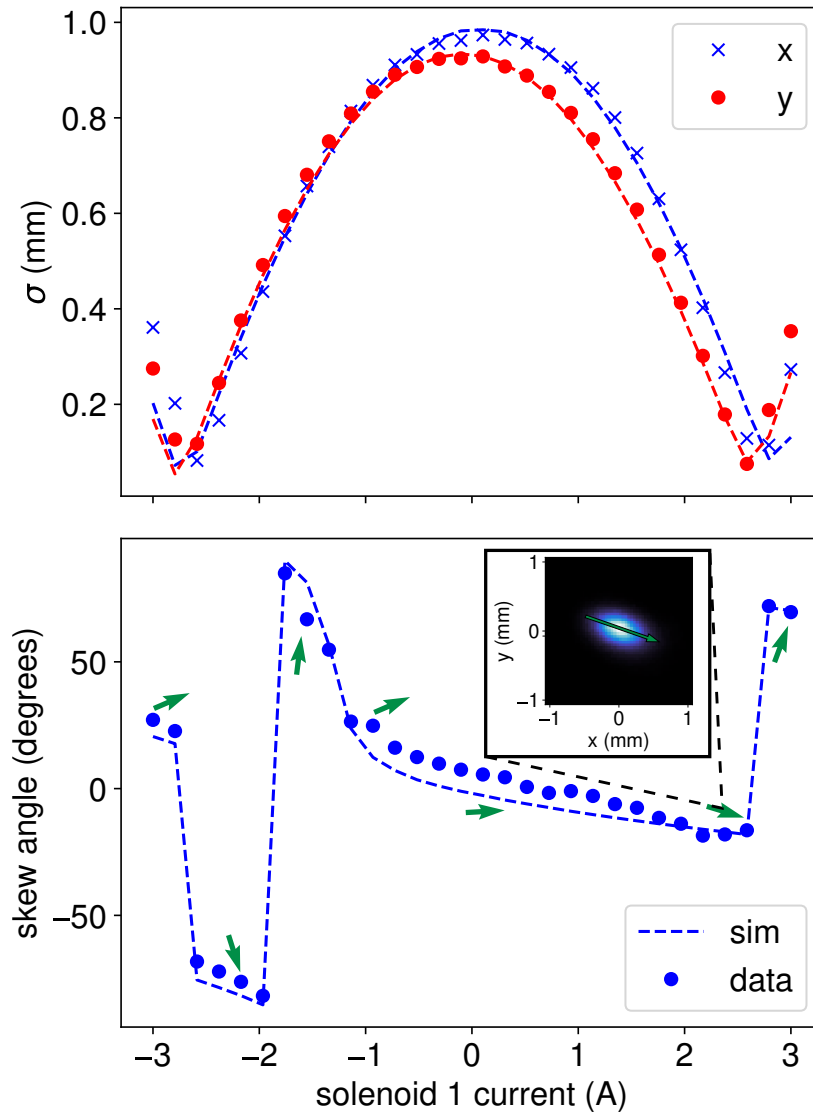 1.0
0.8
0.6
0.4
0.2
σ (mm)
x
y
50
0
−50
skew angle (degrees)
1
0
−1
y (mm)
−1 0 1
x (mm)
sim
data
−3 −2 −1 0 1 2 3
solenoid 1 current (A)